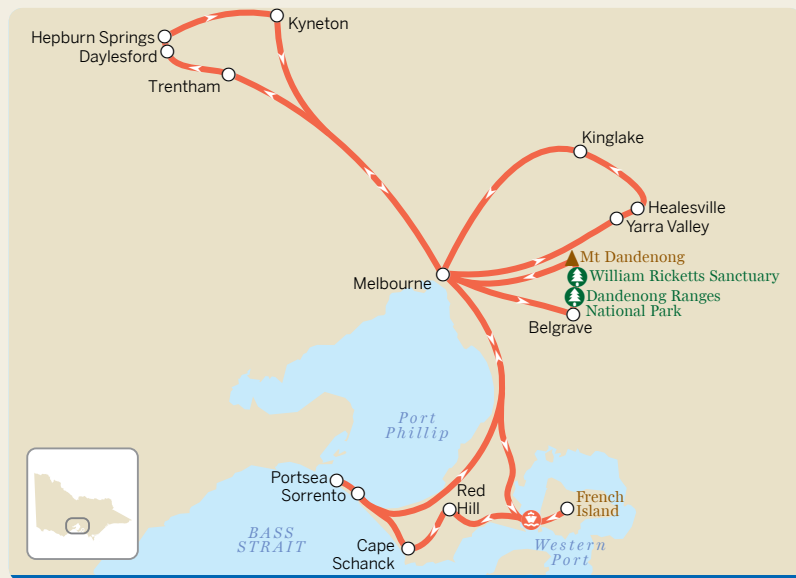 Kyneton
Hepburn Springs
Daylesford
Trentham
Kinglake
Healesville
Yarra Valley
Mt Dandenong
Melbourne
William Ricketts Sanctuary
Dandenong Ranges
National Park
Belgrave
Port
Phillip
Portsea
Sorrento
Red
Hill
French
Island
BASS
STRAIT
Cape
Schanck
Western
Port